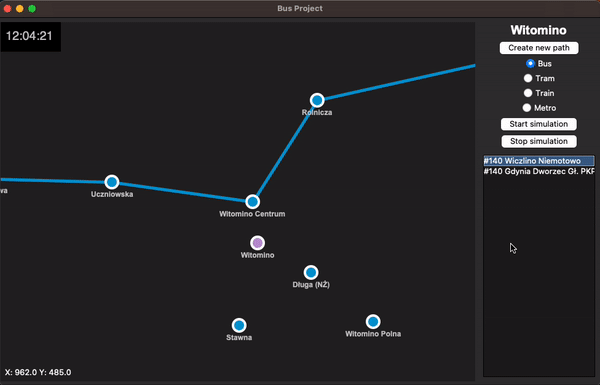 Bus Project
12:04:21
Witomino
Create new path
Bus
Tram
Train
Metro
Start simulation
Stop simulation
#140 Wiczlino Niemotowo
#140 Gdynia Dworzec Gł. PKP
Rolnicza
wa
Uczniowska
Witomino Centrum
Witomino
Długa (NŻ)
Stawna
Witomino Polna
X: 962.0 Y: 485.0